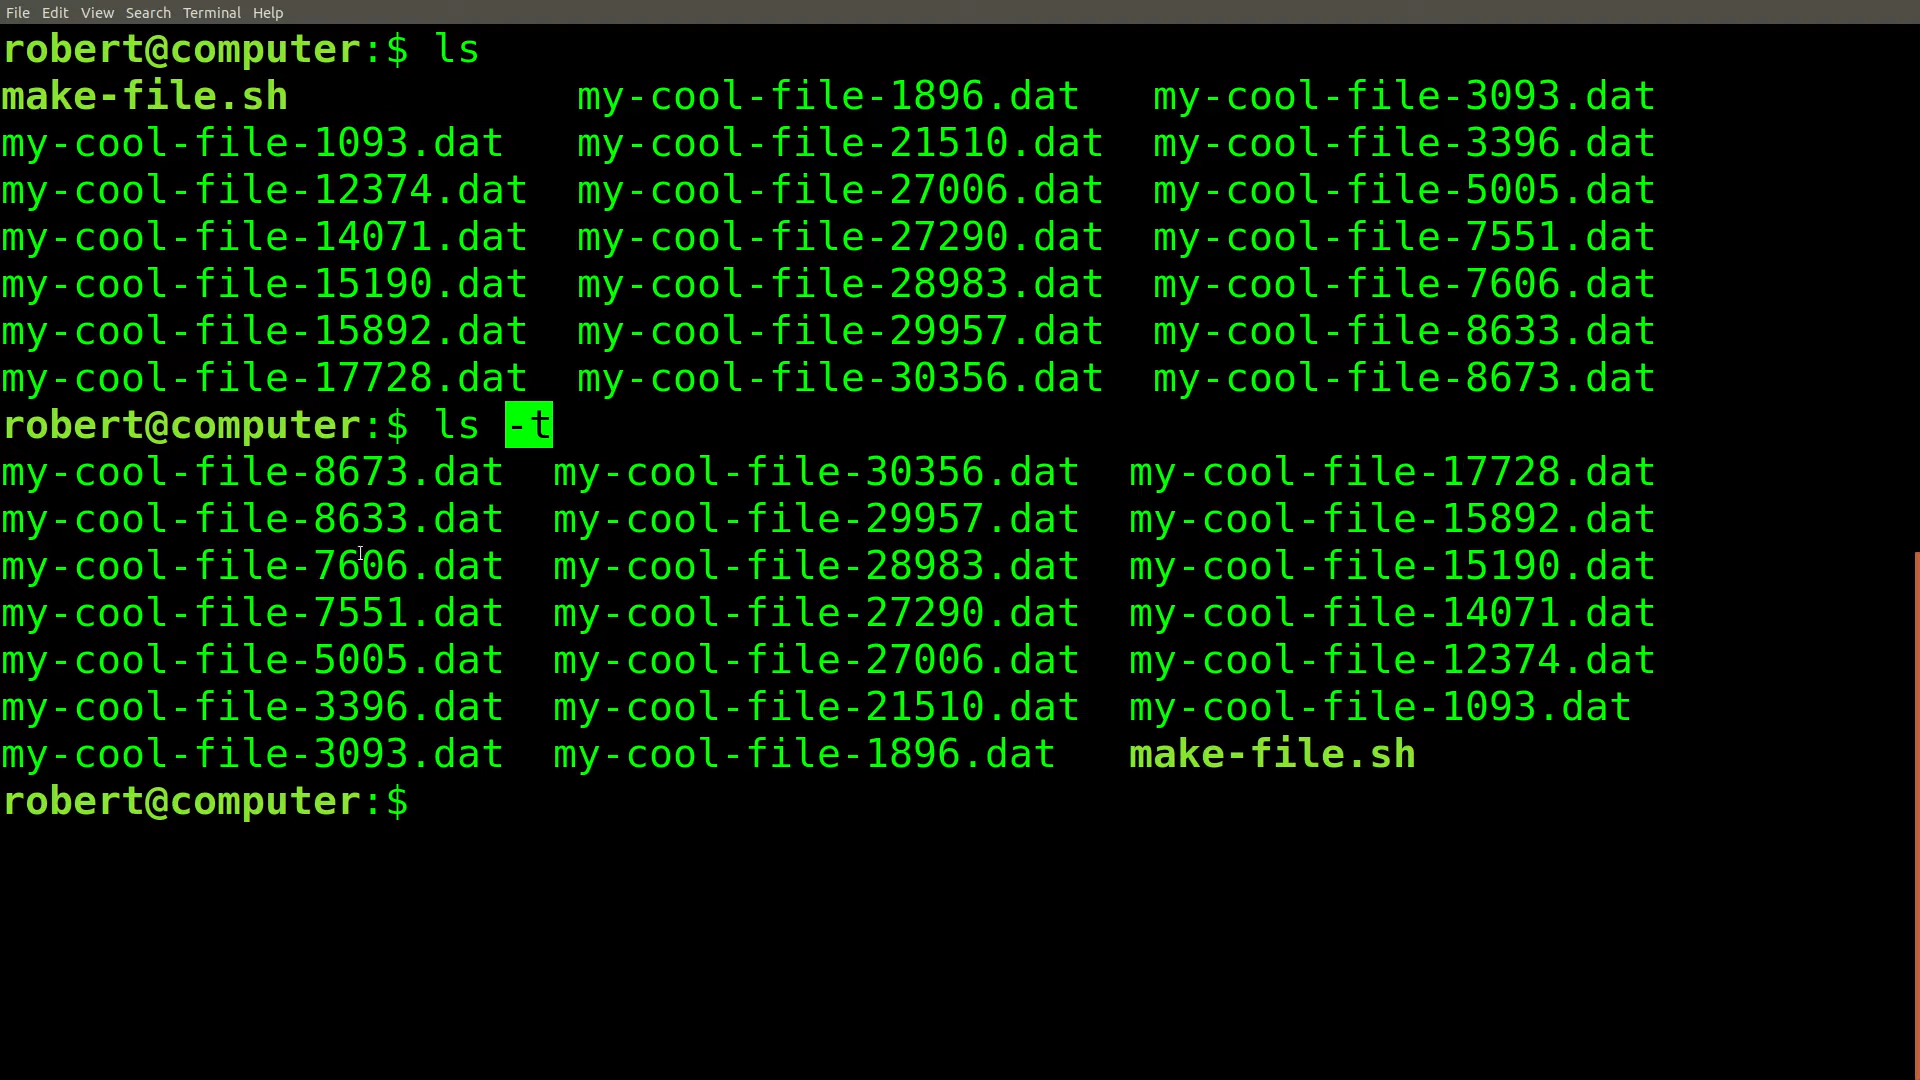 File Edit View Search Terminal Help
robert@computer:$ ls
make-file.sh my-cool-file-1896.dat my-cool-file-3093.dat
my-cool-file-1093.dat my-cool-file-21510.dat my-cool-file-3396.dat
my-cool-file-12374.dat my-cool-file-27006.dat my-cool-file-5005.dat
my-cool-file-14071.dat my-cool-file-27290.dat my-cool-file-7551.dat
my-cool-file-15190.dat my-cool-file-28983.dat my-cool-file-7606.dat
my-cool-file-15892.dat my-cool-file-29957.dat my-cool-file-8633.dat
my-cool-file-17728.dat my-cool-file-30356.dat my-cool-file-8673.dat
robert@computer:$ ls -t
my-cool-file-8673.dat my-cool-file-30356.dat my-cool-file-17728.dat
my-cool-file-8633.dat my-cool-file-29957.dat my-cool-file-15892.dat
my-cool-file-7606.dat my-cool-file-28983.dat my-cool-file-15190.dat
my-cool-file-7551.dat my-cool-file-27290.dat my-cool-file-14071.dat
my-cool-file-5005.dat my-cool-file-27006.dat my-cool-file-12374.dat
my-cool-file-3396.dat my-cool-file-21510.dat my-cool-file-1093.dat
my-cool-file-3093.dat my-cool-file-1896.dat make-file.sh
robert@computer:$